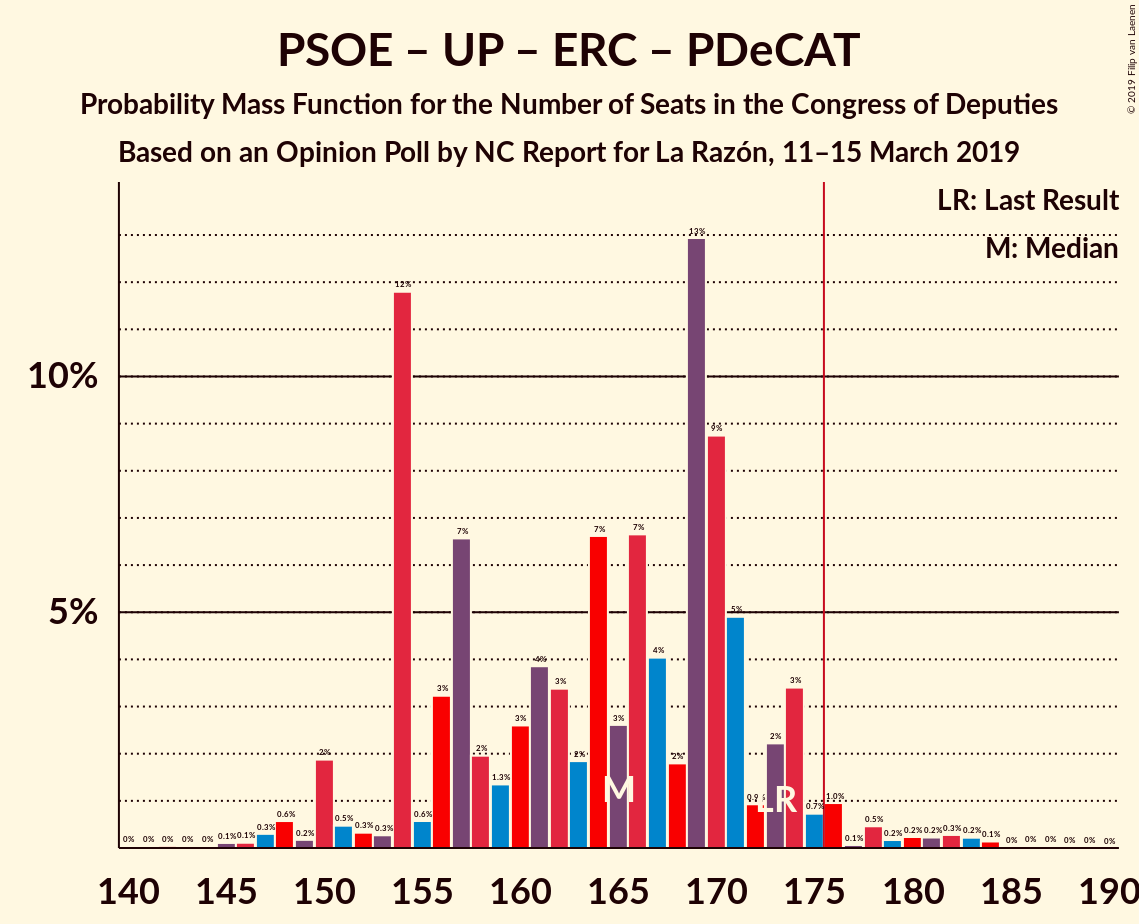 PSOE – UP – ERC – PDeCAT
Probability Mass Function for the Number of Seats in the Congress of Deputies
Based on an Opinion Poll by NC Report for La Razón, 11–15 March 2019
© 2019 Filip van Laenen
LR: Last Result
M: Median
10%
5%
0% 0% 0% 0% 0% 0.1% 0.1% 0.3% 0.6% 0.2% 2% 0.5% 0.3% 0.3% 12% 0.6% 3% 7% 2% 1.3% 3% 4% 3% 2% 7% 3% 7% 4% 2% 13% 9% 5% 2% 3% 0.7% 1.0% 0.1% 0.5% 0.2% 0.2% 0.2% 0.3% 0.2% 0.1% 0% 0% 0% 0% 0% 0%
M
LR
140 145 150 155 160 165 170 175 180 185 190